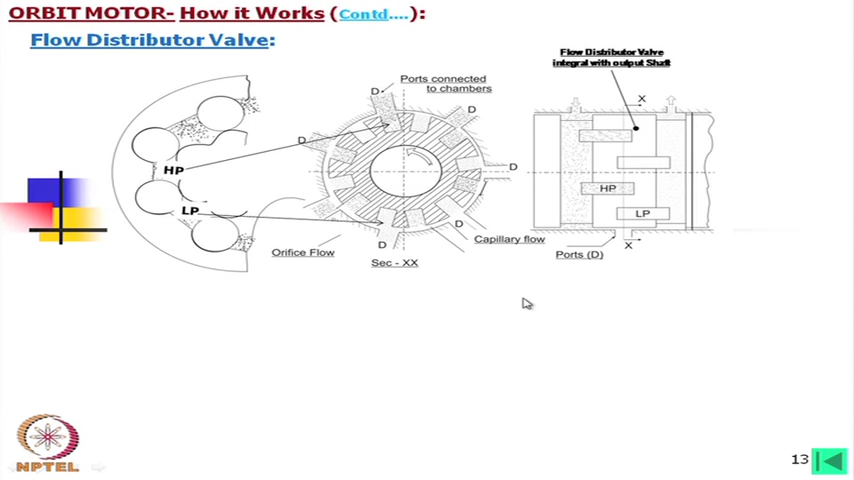 ORBIT MOTOR- How it Works (Contd....):
Flow Distributor Valve:
Flow Distributor Valve
integral with output Shaft
Ports connected
to chambers
D
D
D
D
D
D
HP
LP
X
HP
LP
X
Orifice Flow
Sec - XX
Capillary flow
Ports (D)
13
NPTEL